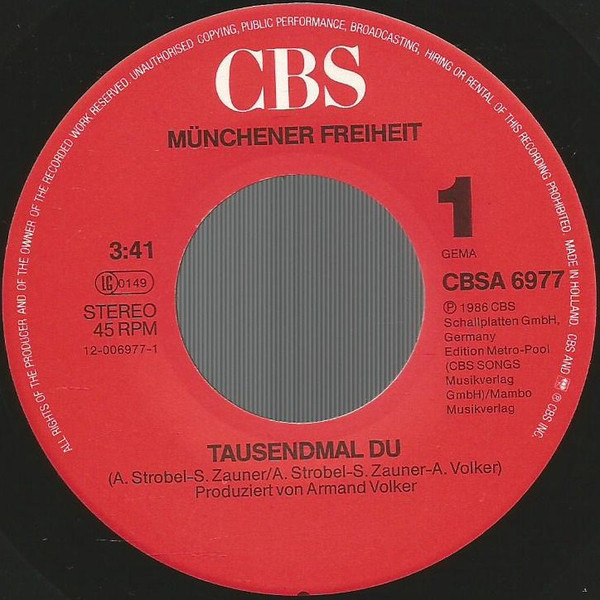 ALL RIGHTS OF THE PRODUCER AND OF THE OWNER OF THE RECORDED WORK RESERVED. UNAUTHORISED COPYING, PUBLIC PERFORMANCE, BROADCASTING, HIRING OR RENTAL OF THIS RECORDING PROHIBITED. MADE IN HOLLAND. CBS AND ℗ CBS INC.
CBS
MÜNCHENER FREIHEIT
1
GEMA
3:41
LC 0149
STEREO
45 RPM
12-006977-1
CBSA 6977
℗ 1986 CBS
Schallplatten GmbH,
Germany
Edition Metro-Pool
(CBS SONGS
Musikverlag
GmbH)/Mambo
Musikverlag
TAUSENDMAL DU
(A. Strobel-S. Zauner/A. Strobel-S. Zauner-A. Volker)
Produziert von Armand Volker